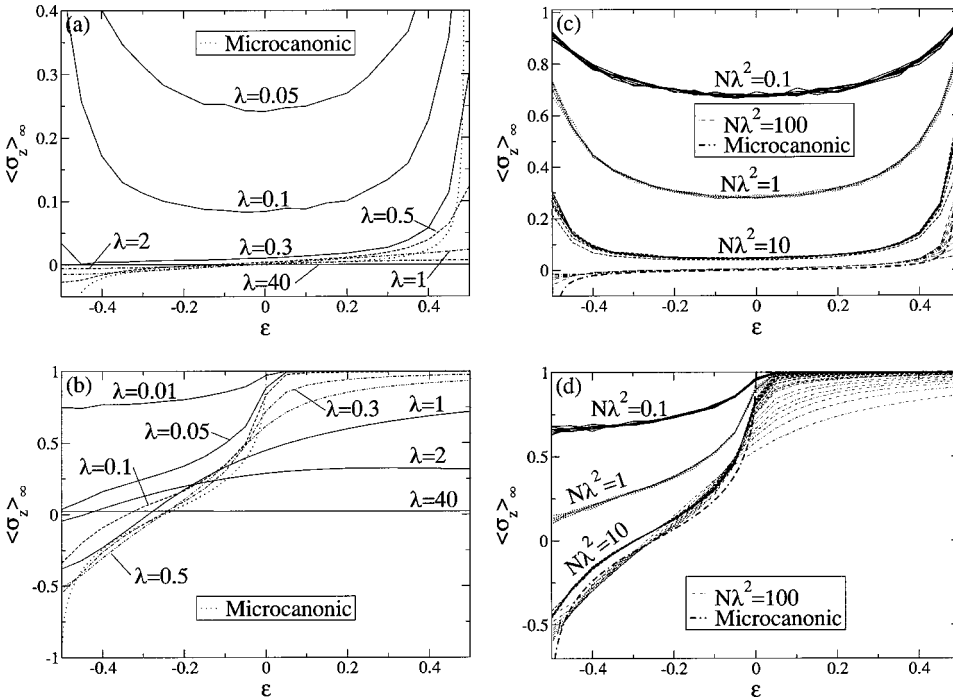 (a)
Microcanonic
λ=0.05
λ=0.1
λ=0.5
λ=2
λ=0.3
λ=40
λ=1
0.4
0.3
0.2
0.1
0
<σz>∞
-0.4 -0.2 0 0.2 0.4
ε
(c)
Nλ²=0.1
Nλ²=100
Microcanonic
Nλ²=1
Nλ²=10
1
0.8
0.6
0.4
0.2
0
<σz>∞
-0.4 -0.2 0 0.2 0.4
ε
(b)
λ=0.01
λ=0.05
λ=0.3
λ=1
λ=0.1
λ=2
λ=40
λ=0.5
Microcanonic
1
0.5
0
-0.5
-1
<σz>∞
-0.4 -0.2 0 0.2 0.4
ε
(d)
Nλ²=0.1
Nλ²=1
Nλ²=10
Nλ²=100
Microcanonic
1
0.5
0
-0.5
<σz>∞
-0.4 -0.2 0 0.2 0.4
ε